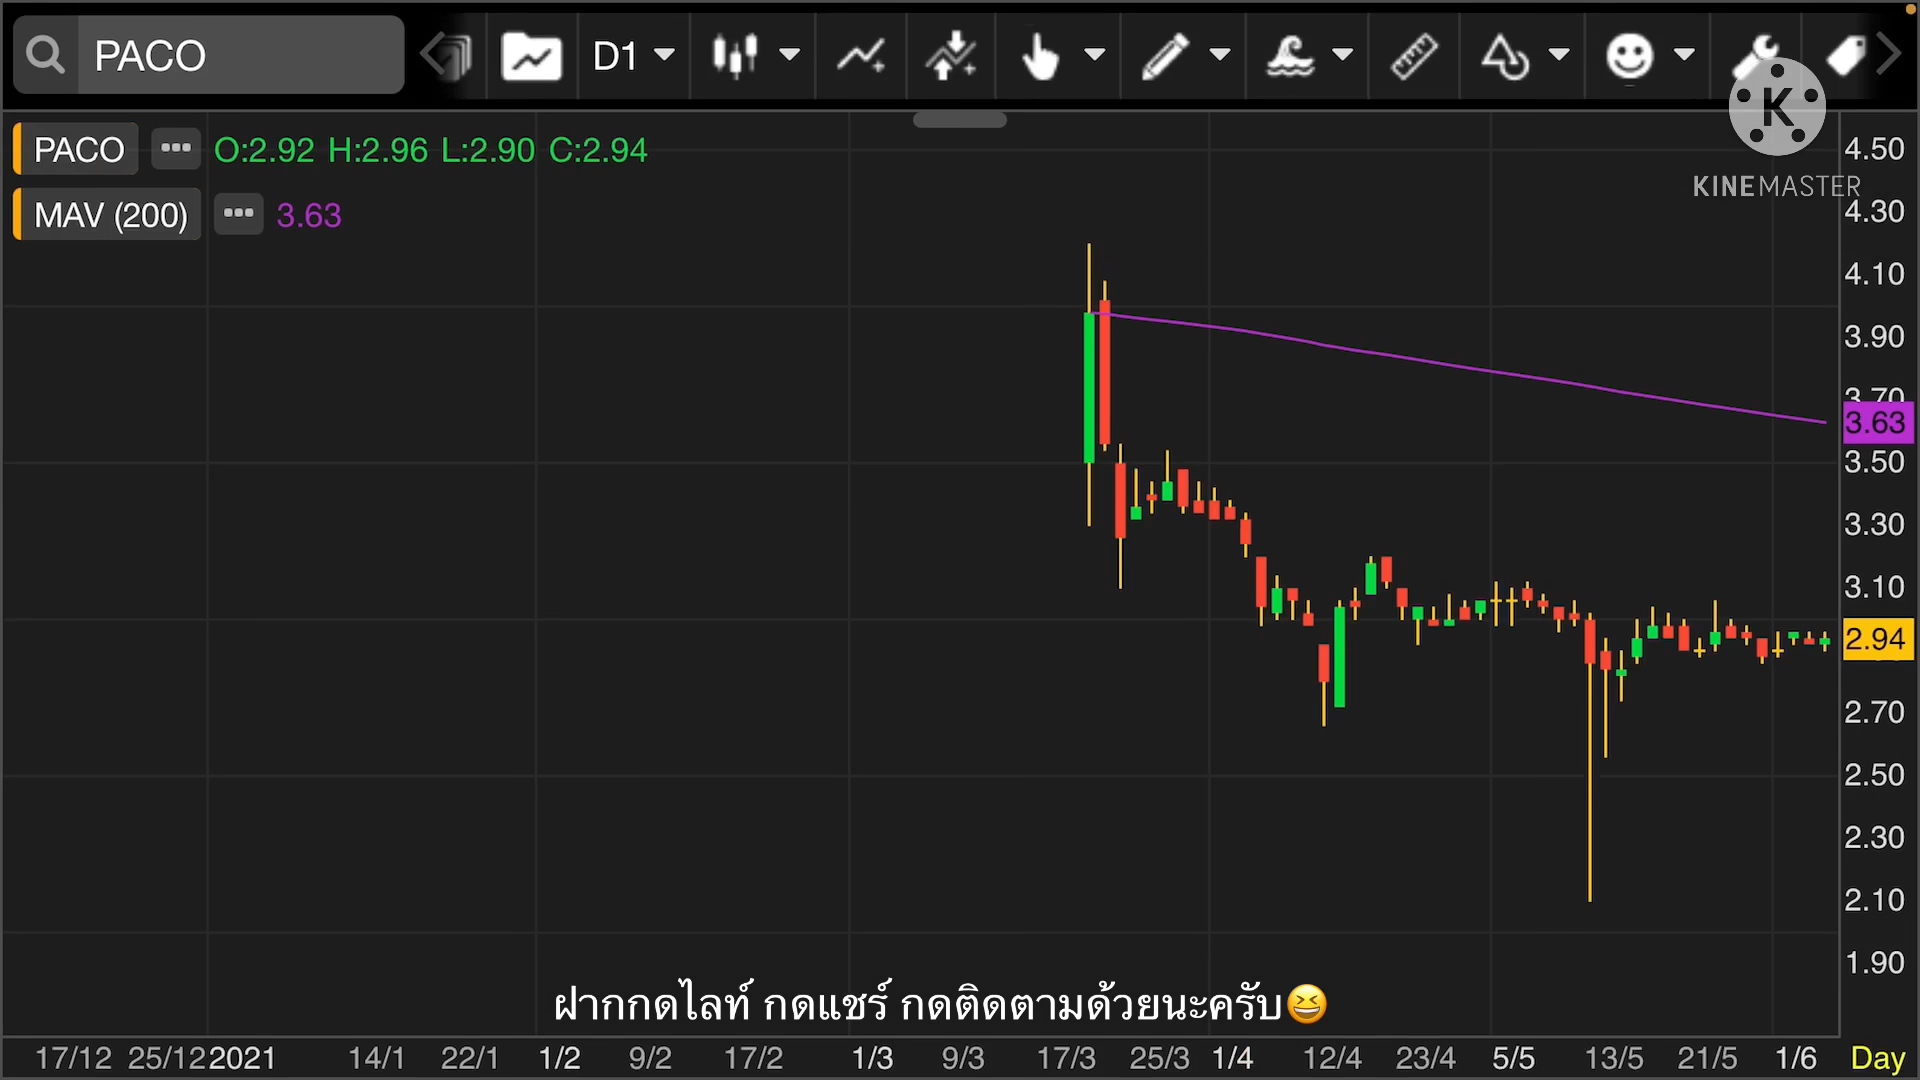 PACO
D1
PACO ••• O:2.92 H:2.96 L:2.90 C:2.94
MAV (200) ••• 3.63
K
KINEMASTER
4.50
4.30
4.10
3.90
3.70
3.63
3.50
3.30
3.10
2.94
2.70
2.50
2.30
2.10
1.90
ฝากกดไลท์ กดแชร์ กดติดตามด้วยนะครับ😆
17/12 25/12 2021 14/1 22/1 1/2 9/2 17/2 1/3 9/3 17/3 25/3 1/4 12/4 23/4 5/5 13/5 21/5 1/6 Day